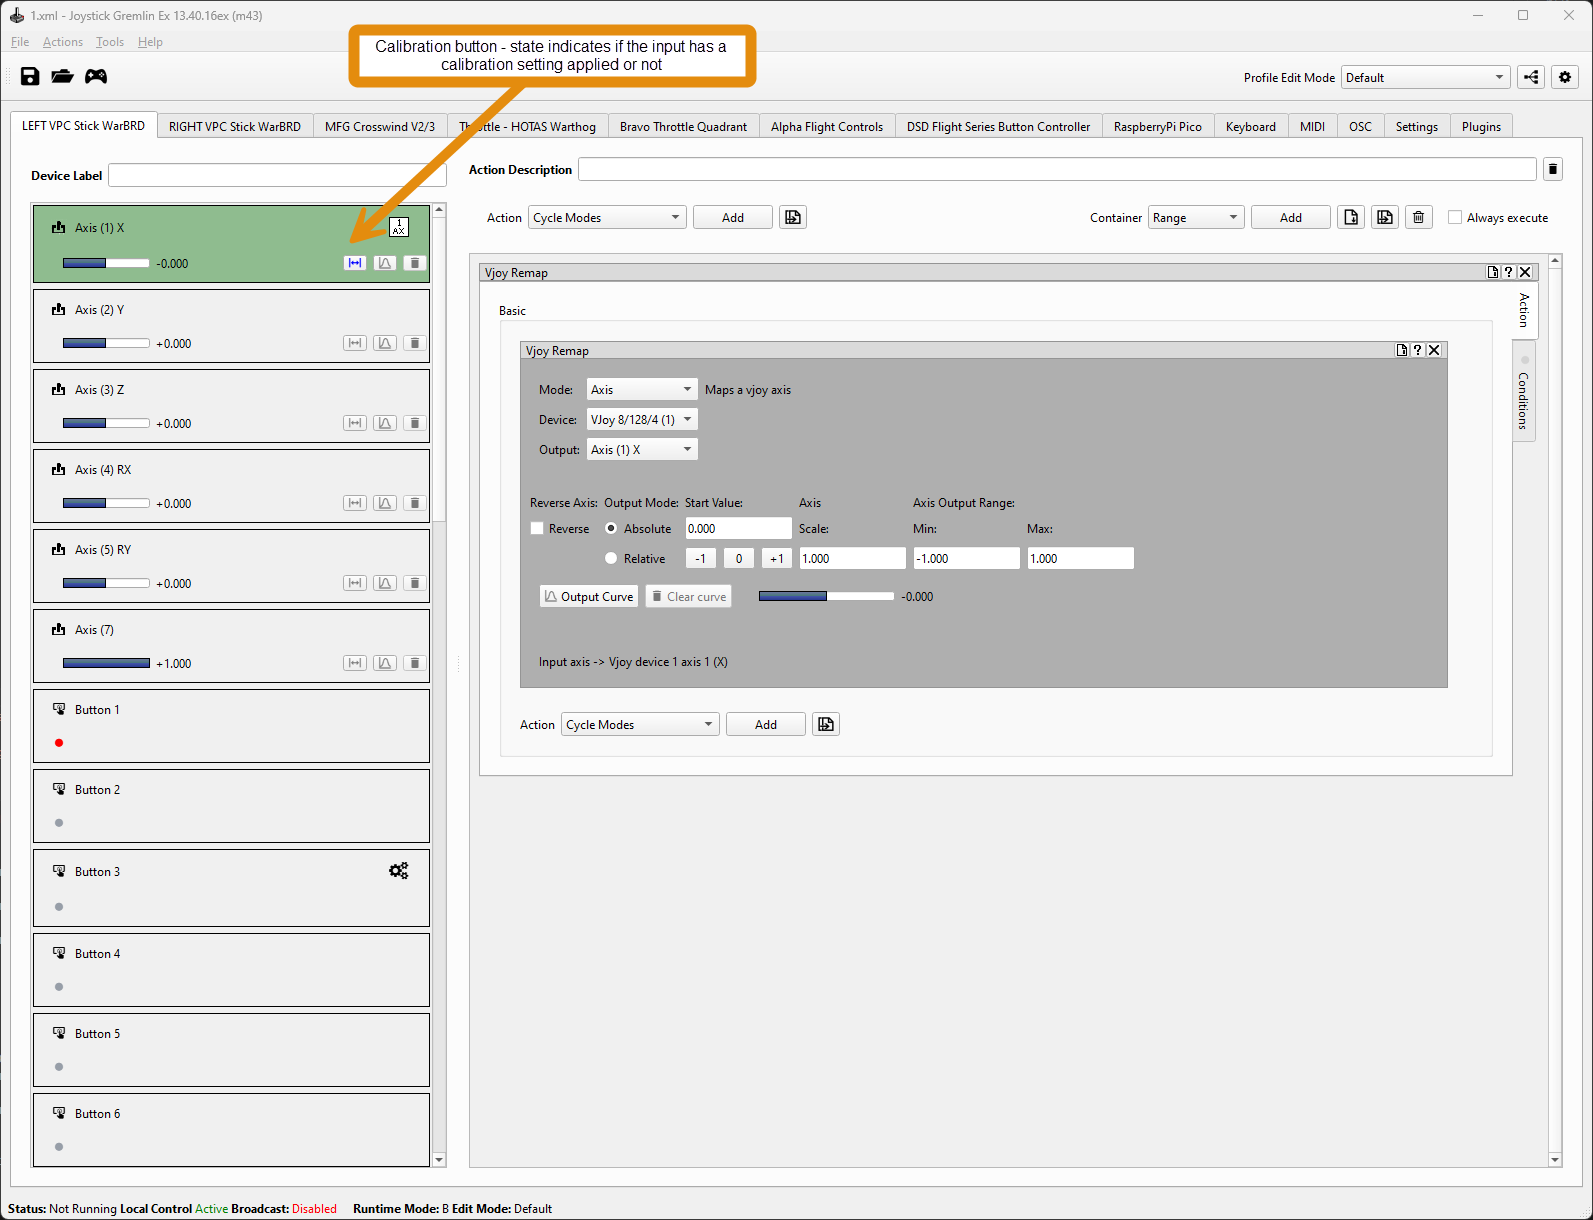 1.xml - Joystick Gremlin Ex 13.40.16ex (m43)
File Actions Tools Help
Calibration button - state indicates if the input has a
calibration setting applied or not
Profile Edit Mode Default
LEFT VPC Stick WarBRD RIGHT VPC Stick WarBRD MFG Crosswind V2/3 Throttle - HOTAS Warthog Bravo Throttle Quadrant Alpha Flight Controls DSD Flight Series Button Controller RaspberryPi Pico Keyboard MIDI OSC Settings Plugins
Device Label
Action Description
Action Cycle Modes Add Container Range Add Always execute
Axis (1) X
1
AX
-0.000
Axis (2) Y
+0.000
Axis (3) Z
+0.000
Axis (4) RX
+0.000
Axis (5) RY
+0.000
Axis (7)
+1.000
Button 1
Button 2
Button 3
Button 4
Button 5
Button 6
Vjoy Remap ?
Action
Conditions
Basic
Vjoy Remap ?
Mode: Axis Maps a vjoy axis
Device: VJoy 8/128/4 (1)
Output: Axis (1) X
Reverse Axis: Output Mode: Start Value: Axis Axis Output Range:
Reverse Absolute 0.000 Scale: Min: Max:
Relative -1 0 +1 1.000 -1.000 1.000
Output Curve Clear curve -0.000
Input axis -> Vjoy device 1 axis 1 (X)
Action Cycle Modes Add
Status: Not Running Local Control Active Broadcast: Disabled Runtime Mode: B Edit Mode: Default